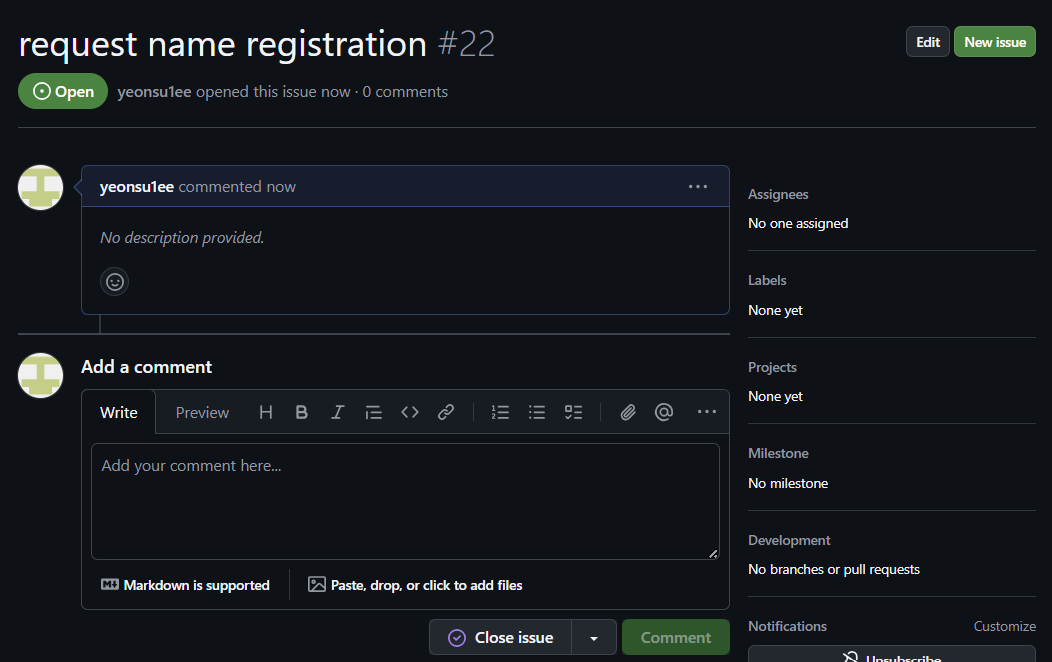 request name registration #22
Edit
New issue
Open
yeonsu1ee opened this issue now · 0 comments
yeonsu1ee commented now
No description provided.
Assignees
No one assigned
Labels
None yet
Projects
None yet
Milestone
No milestone
Development
No branches or pull requests
Notifications
Customize
Unsubscribe
Add a comment
Write
Preview
Add your comment here...
Markdown is supported
Paste, drop, or click to add files
Close issue
Comment